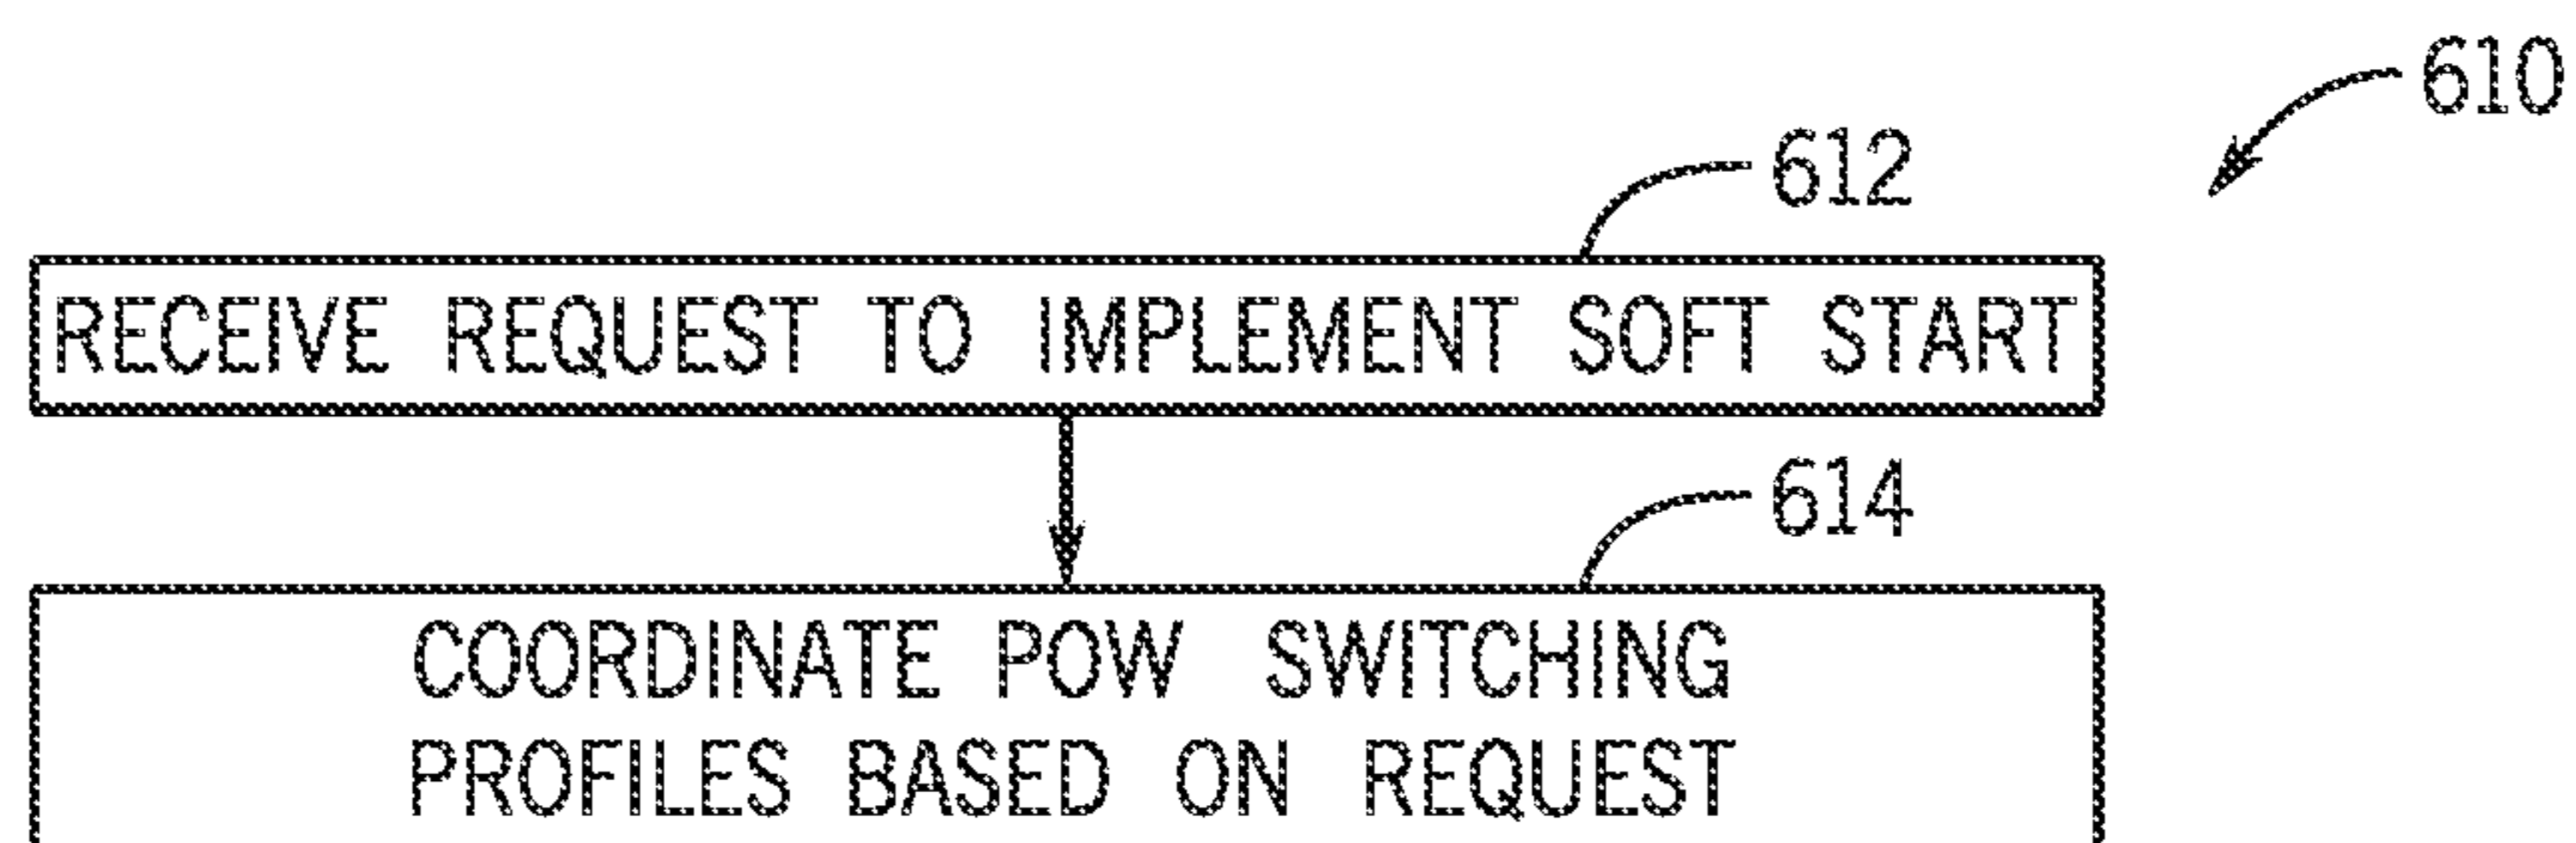 610
612
RECEIVE REQUEST TO IMPLEMENT SOFT START
614
COORDINATE POW SWITCHING
PROFILES BASED ON REQUEST